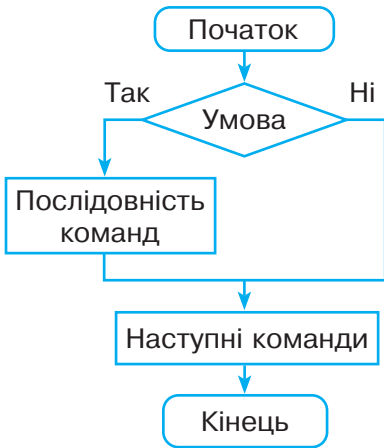 Початок
Так
Ні
Умова
Послідовність
команд
Наступні команди
Кінець